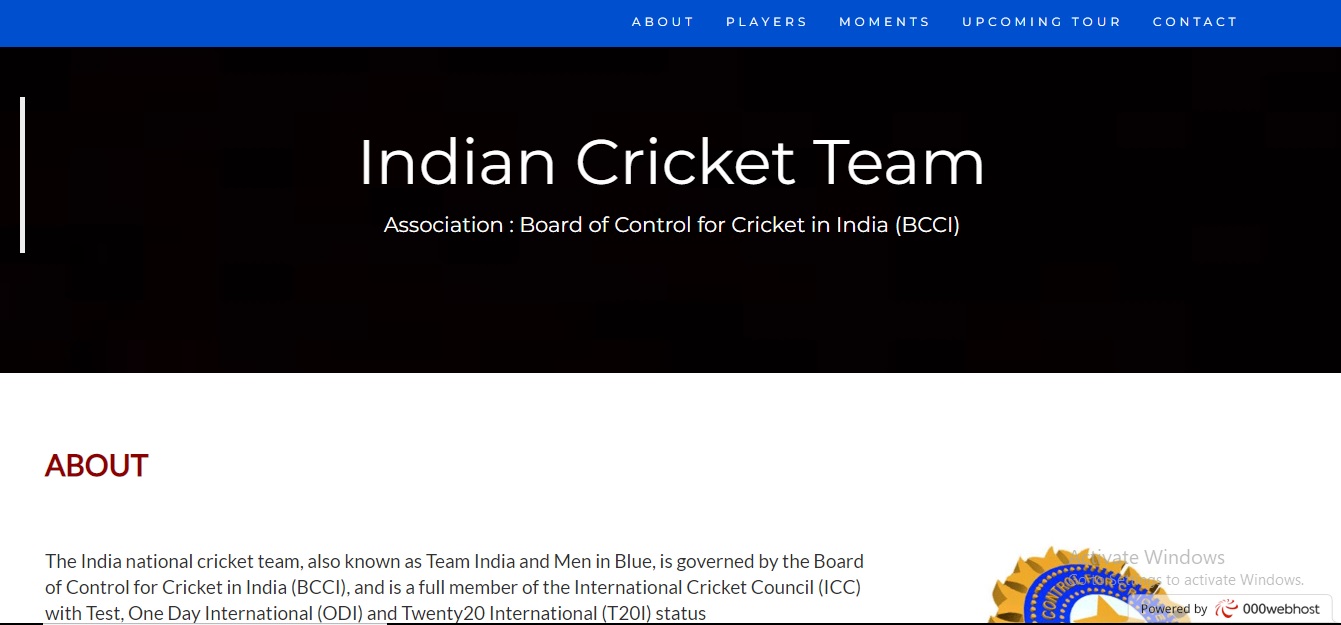 ABOUT PLAYERS MOMENTS UPCOMING TOUR CONTACT
Indian Cricket Team
Association : Board of Control for Cricket in India (BCCI)
ABOUT
The India national cricket team, also known as Team India and Men in Blue, is governed by the Board
of Control for Cricket in India (BCCI), and is a full member of the International Cricket Council (ICC)
with Test, One Day International (ODI) and Twenty20 International (T20I) status
Activate Windows
to activate Windows.
CONTROL FOR
Powered by 000webhost